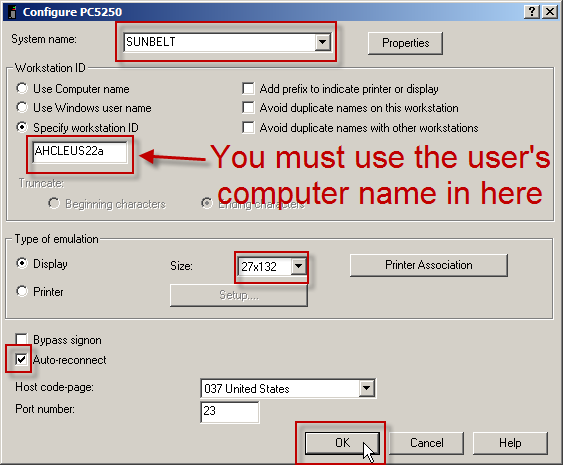 Configure PC5250
System name: SUNBELT Properties
Workstation ID
Use Computer name Add prefix to indicate printer or display
Use Windows user name Avoid duplicate names on this workstation
Specify workstation ID Avoid duplicate names with other workstations
AHCLEUS22a
You must use the user's
computer name in here
Truncate:
Beginning characters Ending characters
Type of emulation
Display Size: 27x132 Printer Association
Printer Setup....
Bypass signon
Auto-reconnect
Host code-page: 037 United States
Port number: 23
OK Cancel Help